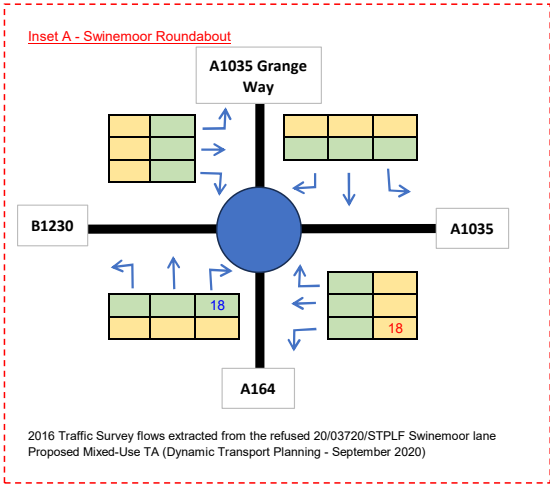 Inset A - Swinemoor Roundabout
A1035 Grange
Way
B1230
A1035
18
18
A164
2016 Traffic Survey flows extracted from the refused 20/03720/STPLF Swinemoor lane
Proposed Mixed-Use TA (Dynamic Transport Planning - September 2020)